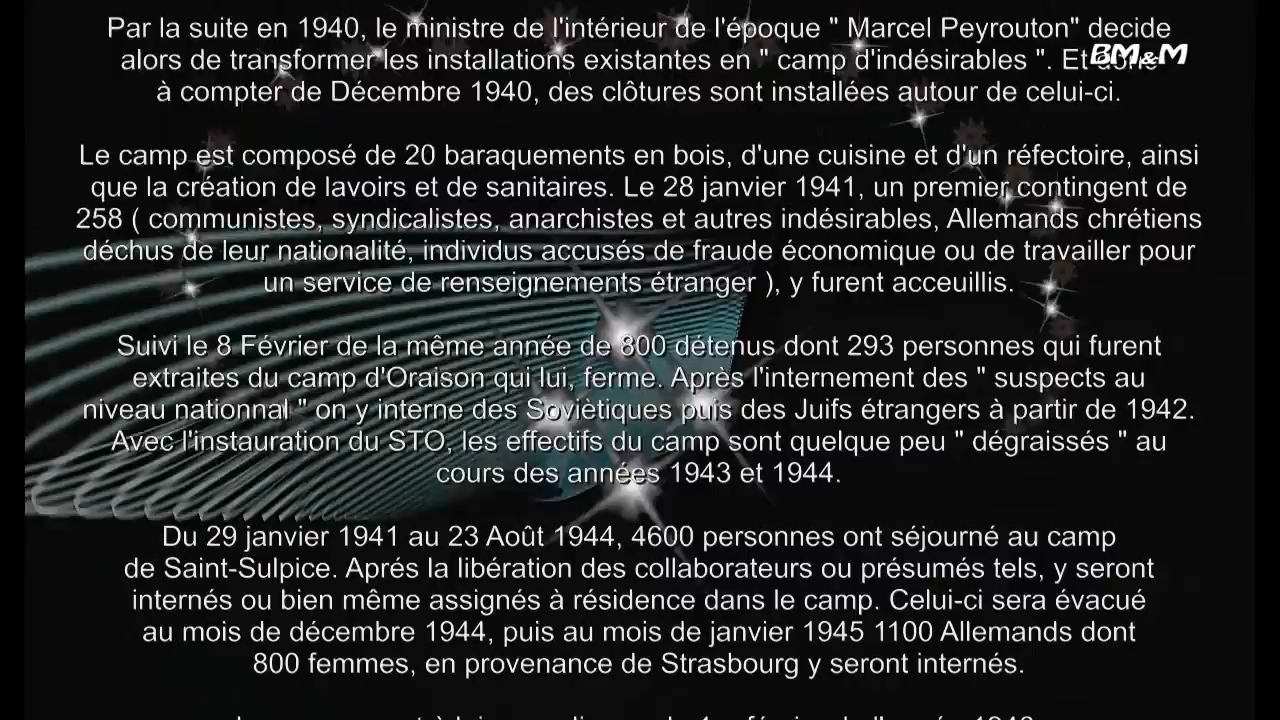 Par la suite en 1940, le ministre de l'intérieur de l'époque " Marcel Peyrouton" decide
alors de transformer les installations existantes en " camp d'indésirables ". Et donc
BM&M
à compter de Décembre 1940, des clôtures sont installées autour de celui-ci.
Le camp est composé de 20 baraquements en bois, d'une cuisine et d'un réfectoire, ainsi
que la création de lavoirs et de sanitaires. Le 28 janvier 1941, un premier contingent de
258 ( communistes, syndicalistes, anarchistes et autres indésirables, Allemands chrétiens
déchus de leur nationalité, individus accusés de fraude économique ou de travailler pour
un service de renseignements étranger ), y furent acceuillis.
Suivi le 8 Février de la même année de 800 détenus dont 293 personnes qui furent
extraites du camp d'Oraison qui lui, ferme. Après l'internement des " suspects au
niveau nationnal " on y interne des Soviètiques puis des Juifs étrangers à partir de 1942.
Avec l'instauration du STO, les effectifs du camp sont quelque peu " dégraissés " au
cours des années 1943 et 1944.
Du 29 janvier 1941 au 23 Août 1944, 4600 personnes ont séjourné au camp
de Saint-Sulpice. Aprés la libération des collaborateurs ou présumés tels, y seront
internés ou bien même assignés à résidence dans le camp. Celui-ci sera évacué
au mois de décembre 1944, puis au mois de janvier 1945 1100 Allemands dont
800 femmes, en provenance de Strasbourg y seront internés.